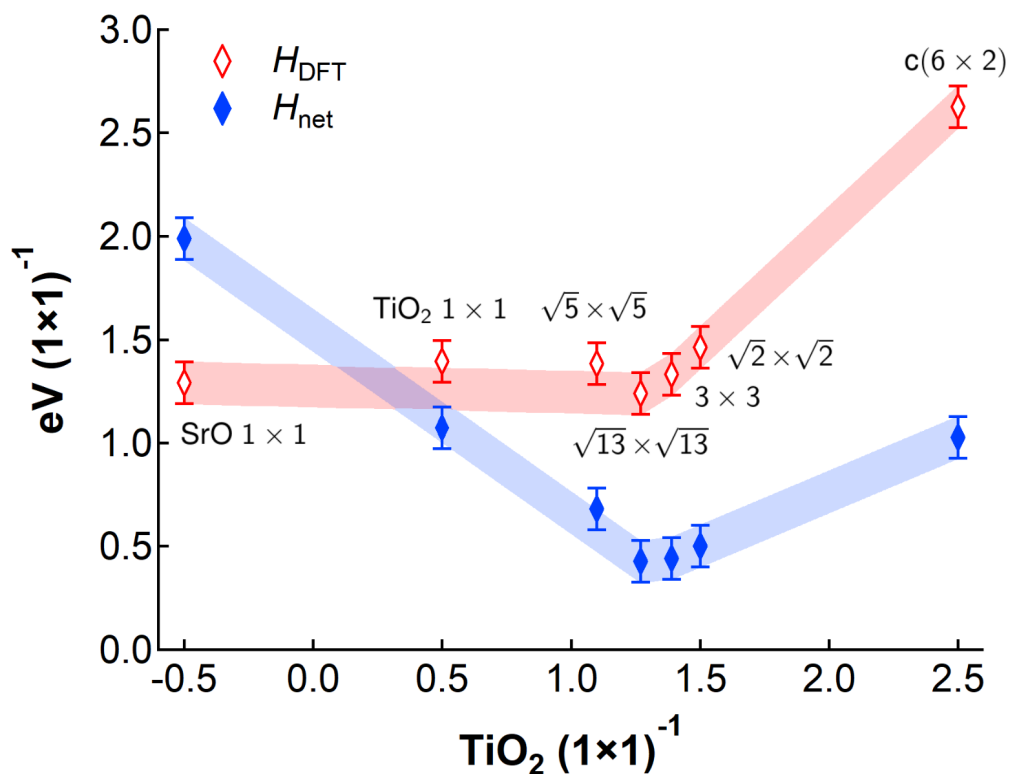 3.0
2.5
2.0
1.5
1.0
0.5
0.0
eV (1×1)⁻¹
H_DFT
H_net
c(6 × 2)
TiO₂ 1 × 1
√5 × √5
√2 × √2
3 × 3
SrO 1 × 1
√13 × √13
-0.5 0.0 0.5 1.0 1.5 2.0 2.5
TiO₂ (1×1)⁻¹